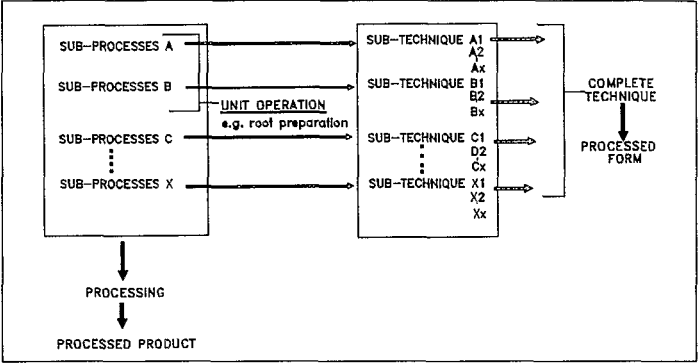 SUB-PROCESSES A
SUB-PROCESSES B
UNIT OPERATION
e.g. root preparation
SUB-PROCESSES C
SUB-PROCESSES X
PROCESSING
PROCESSED PRODUCT
SUB-TECHNIQUE A1
A2
Ax
SUB-TECHNIQUE B1
B2
Bx
SUB-TECHNIQUE C1
D2
Cx
SUB-TECHNIQUE X1
X2
Xx
COMPLETE
TECHNIQUE
PROCESSED
FORM